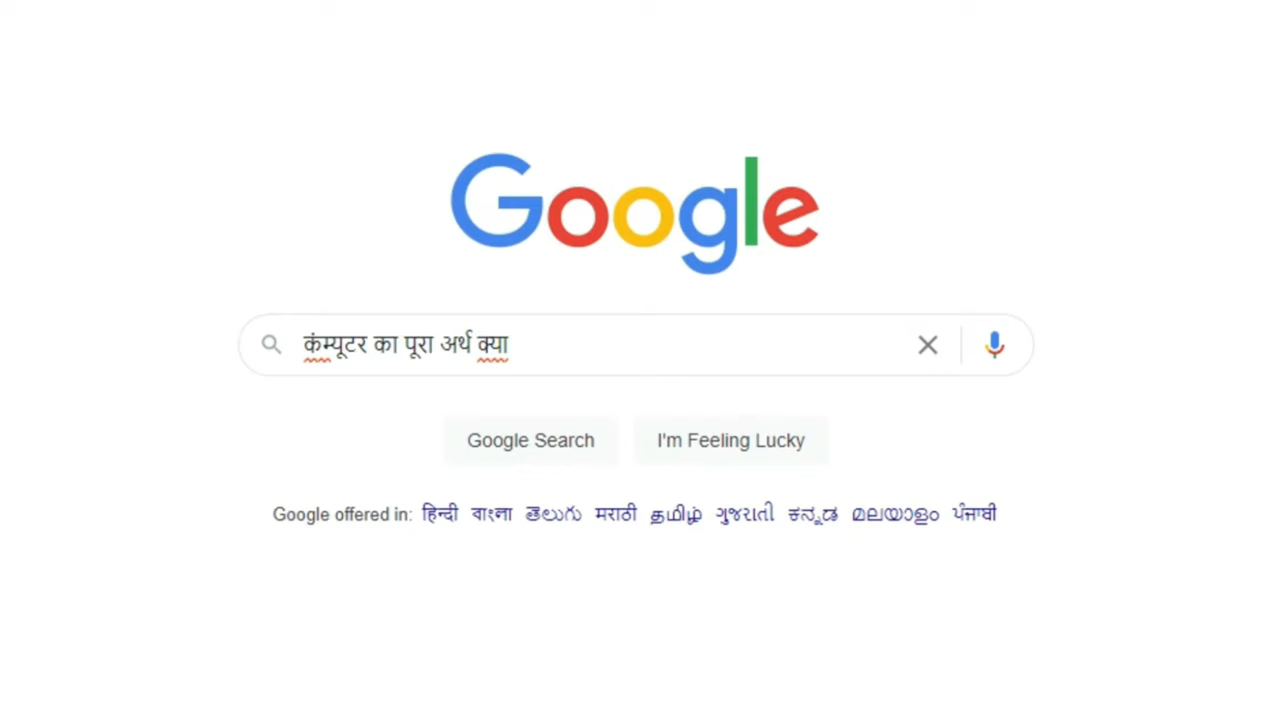 Google
कंम्यूटर का पूरा अर्थ क्या
Google Search I'm Feeling Lucky
Google offered in: हिन्दी বাংলা తెలుగు मराठी தமிழ் ગુજરાતી ಕನ್ನಡ മലയാളം ਪੰਜਾਬੀ